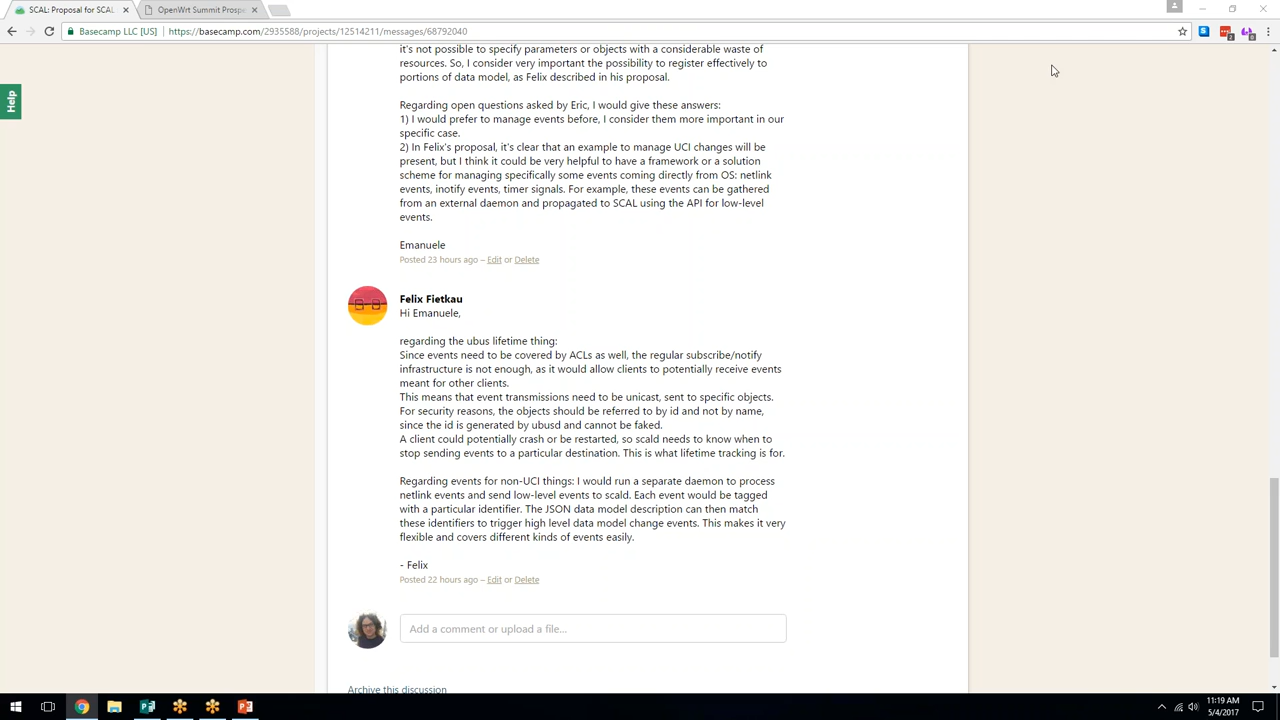 SCAL: Proposal for SCAL
OpenWrt Summit Prospe
Basecamp LLC [US]
https://basecamp.com/2935588/projects/12514211/messages/68792040
Help
it's not possible to specify parameters or objects with a considerable waste of
resources. So, I consider very important the possibility to register effectively to
portions of data model, as Felix described in his proposal.
Regarding open questions asked by Eric, I would give these answers:
1) I would prefer to manage events before, I consider them more important in our
specific case.
2) In Felix's proposal, it's clear that an example to manage UCI changes will be
present, but I think it could be very helpful to have a framework or a solution
scheme for managing specifically some events coming directly from OS: netlink
events, inotify events, timer signals. For example, these events can be gathered
from an external daemon and propagated to SCAL using the API for low-level
events.
Emanuele
Posted 23 hours ago – Edit or Delete
Felix Fietkau
Hi Emanuele,
regarding the ubus lifetime thing:
Since events need to be covered by ACLs as well, the regular subscribe/notify
infrastructure is not enough, as it would allow clients to potentially receive events
meant for other clients.
This means that event transmissions need to be unicast, sent to specific objects.
For security reasons, the objects should be referred to by id and not by name,
since the id is generated by ubusd and cannot be faked.
A client could potentially crash or be restarted, so scald needs to know when to
stop sending events to a particular destination. This is what lifetime tracking is for.
Regarding events for non-UCI things: I would run a separate daemon to process
netlink events and send low-level events to scald. Each event would be tagged
with a particular identifier. The JSON data model description can then match
these identifiers to trigger high level data model change events. This makes it very
flexible and covers different kinds of events easily.
- Felix
Posted 22 hours ago – Edit or Delete
Add a comment or upload a file...
Archive this discussion
11:19 AM
5/4/2017